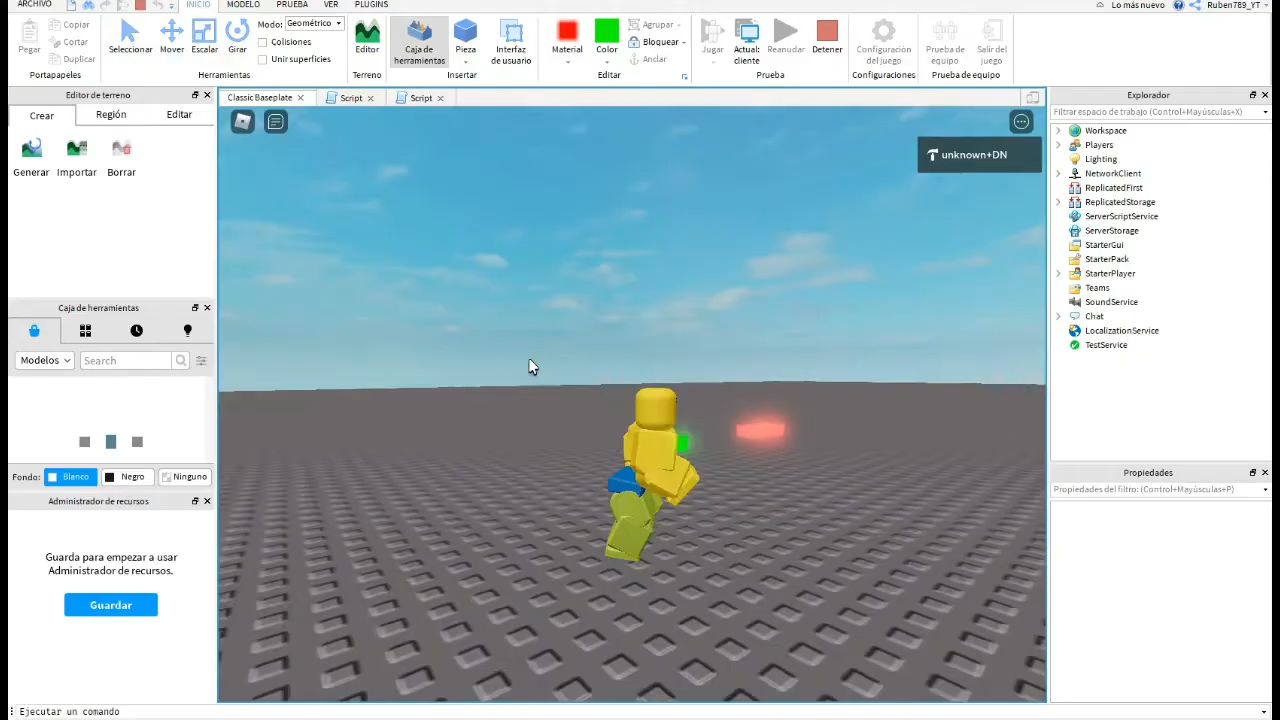 ARCHIVO
INICIO
MODELO
PRUEBA
VER
PLUGINS
Lo más nuevo
Ruben789_YT
Pegar
Copiar
Cortar
Duplicar
Portapapeles
Seleccionar
Mover
Escalar
Girar
Modo: Geométrico
Colisiones
Unir superfícies
Herramientas
Editor
Terreno
Caja de herramientas
Pieza
Interfaz de usuario
Insertar
Material
Color
Agrupar
Bloquear
Anclar
Editar
Jugar
Actual: cliente
Reanudar
Detener
Prueba
Configuración del juego
Configuraciones
Prueba de equipo
Salir del juego
Prueba de equipo
Editor de terreno
Crear
Región
Editar
Generar
Importar
Borrar
Caja de herramientas
Modelos
Search
Fondo:
Blanco
Negro
Ninguno
Administrador de recursos
Guarda para empezar a usar
Administrador de recursos.
Guardar
Classic Baseplate
Script
Script
unknown+DN
Explorador
Filtrar espacio de trabajo (Control+Mayúsculas+X)
Workspace
Players
Lighting
NetworkClient
ReplicatedFirst
ReplicatedStorage
ServerScriptService
ServerStorage
StarterGui
StarterPack
StarterPlayer
Teams
SoundService
Chat
LocalizationService
TestService
Propiedades
Propiedades del filtro: (Control+Mayúsculas+P)
Ejecutar un comando